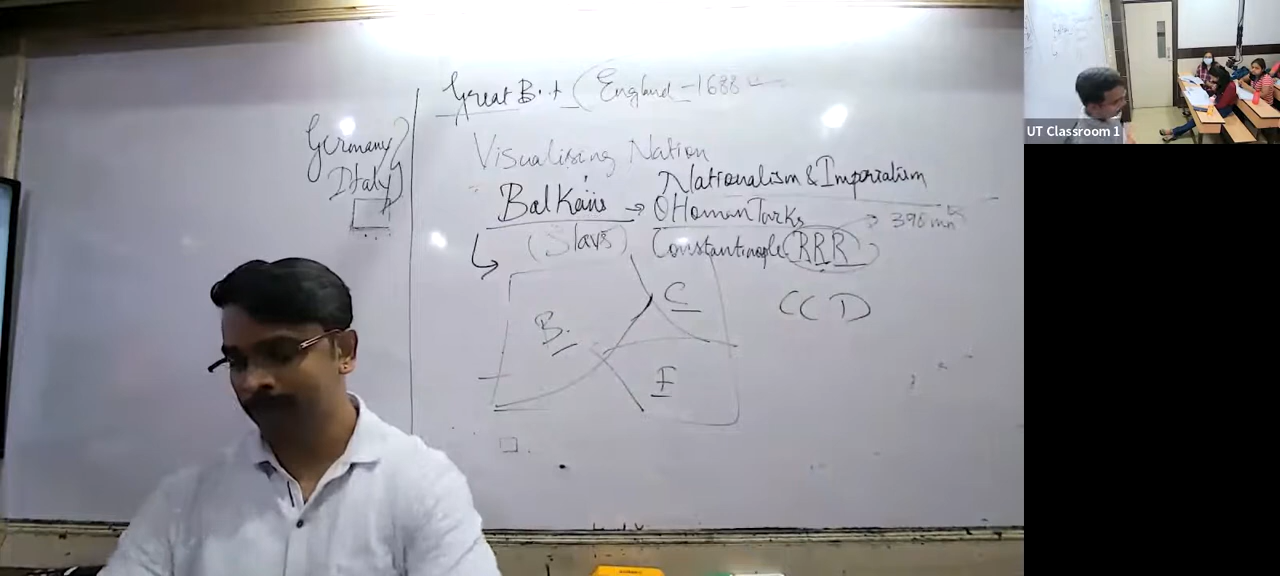 Great B.
(England - 1688
Germany
Italy
Visualising Nation
Nationalism & Imperialism
Balkans → Ottoman Turks
→ 390 mn
(Slavs)
Constantinople RRR
C
CCD
B.
F
UT Classroom 1